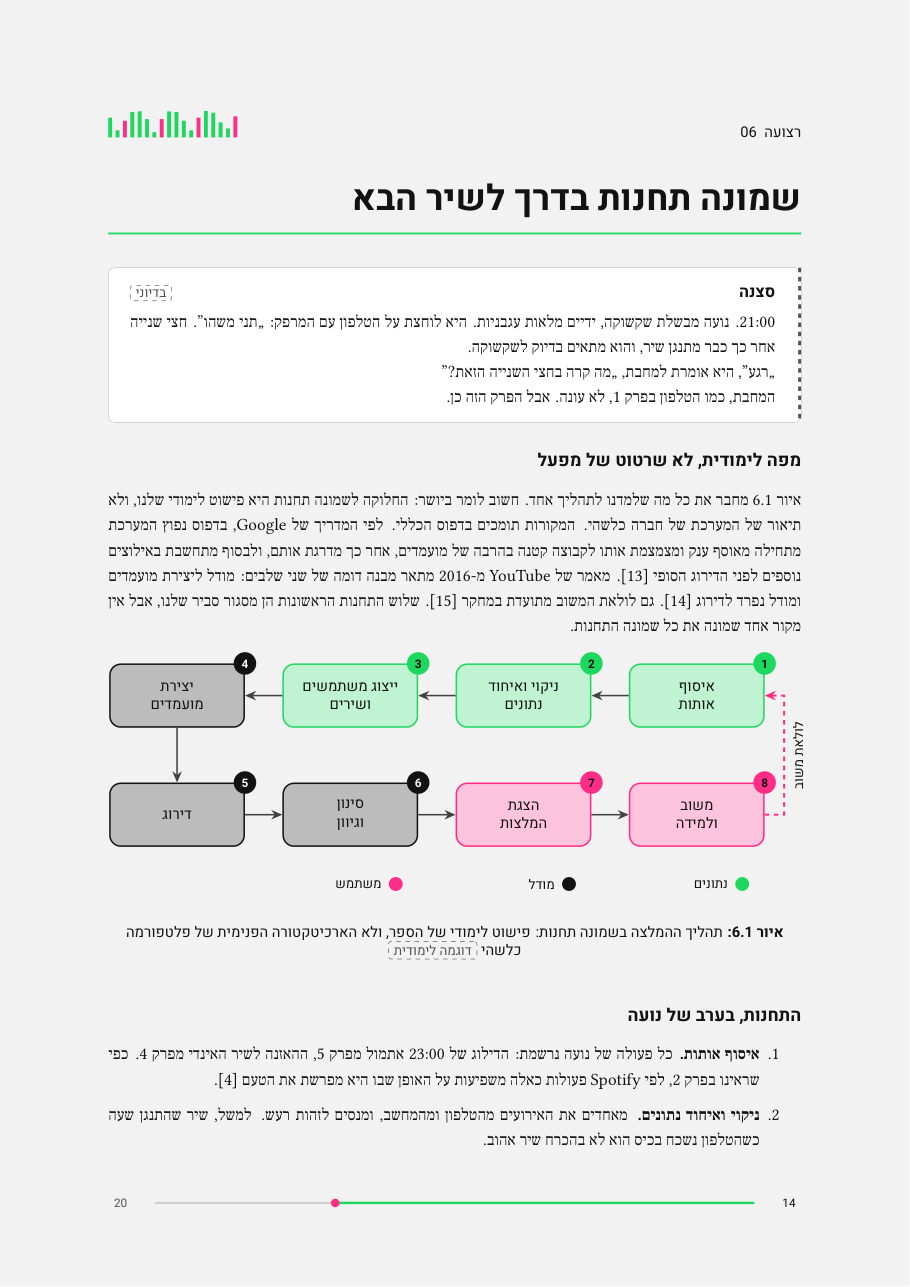 רצועה 06
שמונה תחנות בדרך לשיר הבא
סצנה
בדיוני
21:00. נועה מבשלת שקשוקה, ידיים מלאות עגבניות. היא לוחצת על הטלפון עם המרפק: „תני משהו”. חצי שנייה
אחר כך כבר מתנגן שיר, והוא מתאים בדיוק לשקשוקה.
„רגע”, היא אומרת למחבת, „מה קרה בחצי השנייה הזאת?”
המחבת, כמו הטלפון בפרק 1, לא עונה. אבל הפרק הזה כן.
מפה לימודית, לא שרטוט של מפעל
איור 6.1 מחבר את כל מה שלמדנו לתהליך אחד. חשוב לומר ביושר: החלוקה לשמונה תחנות היא פישוט לימודי שלנו, ולא
תיאור של המערכת של חברה כלשהי. המקורות תומכים בדפוס הכללי. לפי המדריך של Google, בדפוס נפוץ המערכת
מתחילה מאוסף ענק ומצמצמת אותו לקבוצה קטנה בהרבה של מועמדים, אחר כך מדרגת אותם, ולבסוף מתחשבת באילוצים
נוספים לפני הדירוג הסופי [13]. מאמר של YouTube מ-2016 מתאר מבנה דומה של שני שלבים: מודל ליצירת מועמדים
ומודל נפרד לדירוג [14]. גם לולאת המשוב מתועדת במחקר [15]. שלוש התחנות הראשונות הן מסגור סביר שלנו, אבל אין
מקור אחד שמונה את כל שמונה התחנות.
1
איסוף
אותות
2
ניקוי ואיחוד
נתונים
3
ייצוג משתמשים
ושירים
4
יצירת
מועמדים
5
דירוג
6
סינון
וגיוון
7
הצגת
המלצות
8
משוב
ולמידה
לולאת משוב
נתונים
מודל
משתמש
איור 6.1: תהליך ההמלצה בשמונה תחנות: פישוט לימודי של הספר, ולא הארכיטקטורה הפנימית של פלטפורמה
כלשהי דוגמה לימודית
התחנות, בערב של נועה
1. איסוף אותות. כל פעולה של נועה נרשמת: הדילוג של 23:00 אתמול מפרק 5, ההאזנה לשיר האינדי מפרק 4. כפי
שראינו בפרק 2, לפי Spotify פעולות כאלה משפיעות על האופן שבו היא מפרשת את הטעם [4].
2. ניקוי ואיחוד נתונים. מאחדים את האירועים מהטלפון ומהמחשב, ומנסים לזהות רעש. למשל, שיר שהתנגן שעה
כשהטלפון נשכח בכיס הוא לא בהכרח שיר אהוב.
14
20